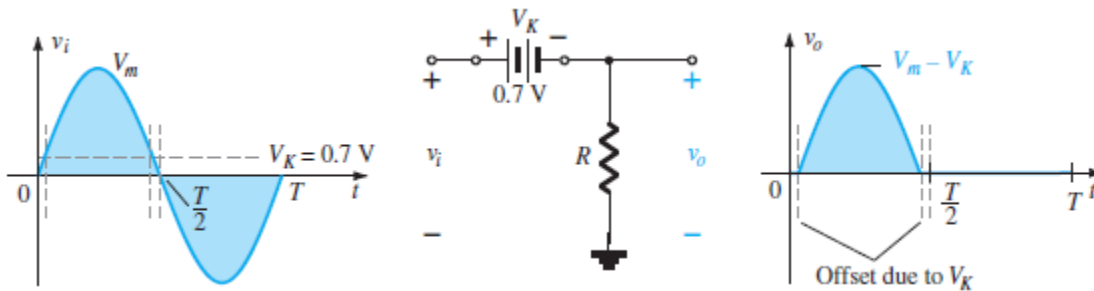 v_i
V_m
V_K = 0.7 V
0
T/2
T
t
V_K
+
−
0.7 V
+
+
v_i
R
v_o
−
−
v_o
V_m − V_K
0
T/2
T
t
Offset due to V_K